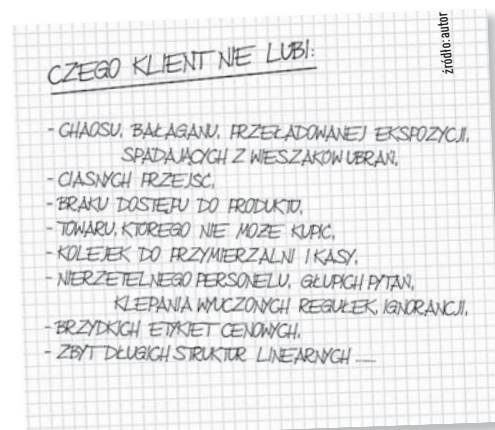 źródło: autor
CZEGO KLIENT NIE LUBI:
- CHAOSU, BAŁAGANU, PRZEŁADOWANEJ EKSPOZYCJI,
SPADAJĄCYCH Z WIESZAKÓW UBRAŃ,
- CIASNYCH PRZEJŚĆ,
- BRAKU DOSTĘPU DO PRODUKTU,
- TOWARU, KTÓREGO NIE MOŻE KUPIĆ,
- KOLEJEK DO PRZYMIERZALNI I KASY,
- NIERZETELNEGO PERSONELU, GŁUPICH PYTAŃ,
KLEPANIA WYUCZONYCH REGUŁEK, IGNORANCJI,
- BRZYDKICH ETYKIET CENOWYCH,
- ZBYT DŁUGICH STRUKTUR LINEARNYCH